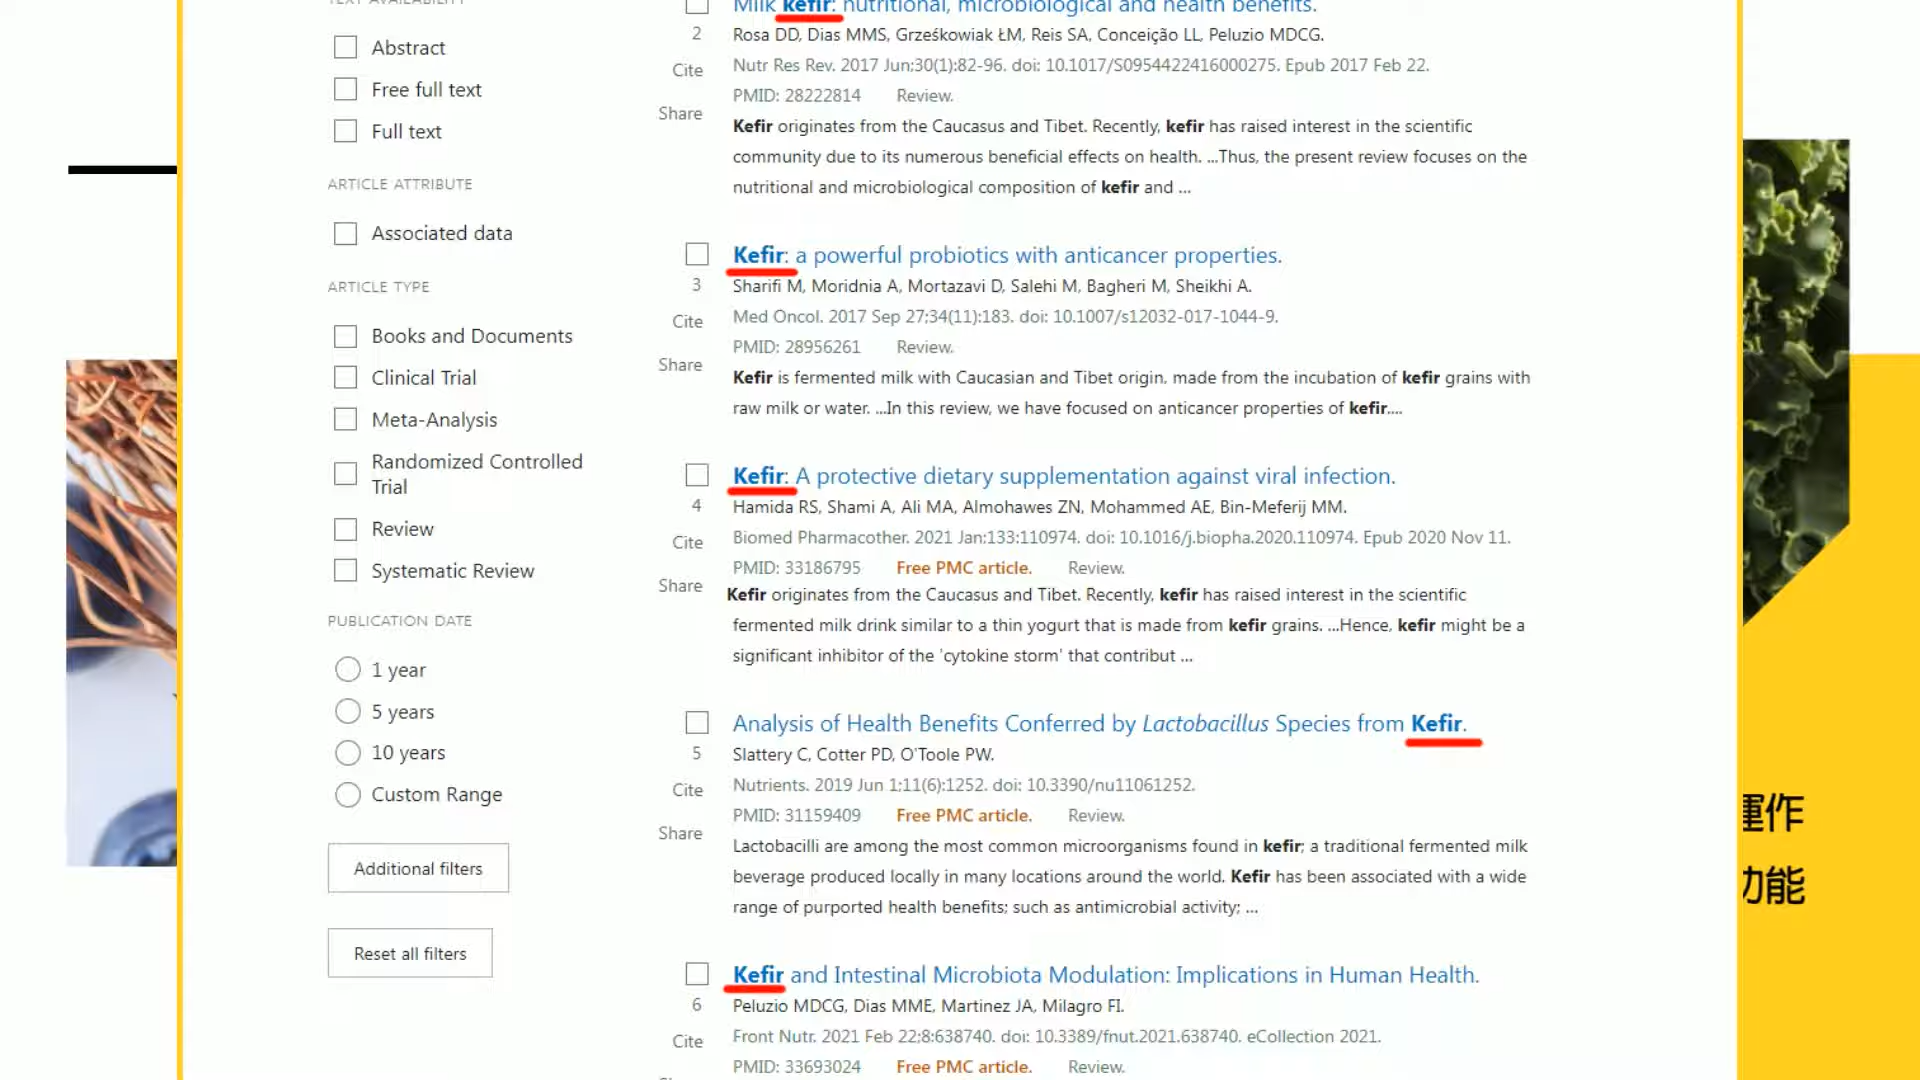 TEXT AVAILABILITY
Abstract
Free full text
Full text
ARTICLE ATTRIBUTE
Associated data
ARTICLE TYPE
Books and Documents
Clinical Trial
Meta-Analysis
Randomized Controlled
Trial
Review
Systematic Review
PUBLICATION DATE
1 year
5 years
10 years
Custom Range
Additional filters
Reset all filters
Milk kefir: nutritional, microbiological and health benefits.
2
Rosa DD, Dias MMS, Grześkowiak ŁM, Reis SA, Conceição LL, Peluzio MDCG.
Cite
Nutr Res Rev. 2017 Jun;30(1):82-96. doi: 10.1017/S0954422416000275. Epub 2017 Feb 22.
PMID: 28222814 Review.
Share
Kefir originates from the Caucasus and Tibet. Recently, kefir has raised interest in the scientific
community due to its numerous beneficial effects on health. ...Thus, the present review focuses on the
nutritional and microbiological composition of kefir and ...
Kefir: a powerful probiotics with anticancer properties.
3
Sharifi M, Moridnia A, Mortazavi D, Salehi M, Bagheri M, Sheikhi A.
Cite
Med Oncol. 2017 Sep 27;34(11):183. doi: 10.1007/s12032-017-1044-9.
PMID: 28956261 Review.
Share
Kefir is fermented milk with Caucasian and Tibet origin, made from the incubation of kefir grains with
raw milk or water. ...In this review, we have focused on anticancer properties of kefir....
Kefir: A protective dietary supplementation against viral infection.
4
Hamida RS, Shami A, Ali MA, Almohawes ZN, Mohammed AE, Bin-Meferij MM.
Cite
Biomed Pharmacother. 2021 Jan;133:110974. doi: 10.1016/j.biopha.2020.110974. Epub 2020 Nov 11.
PMID: 33186795 Free PMC article. Review.
Share
Kefir originates from the Caucasus and Tibet. Recently, kefir has raised interest in the scientific
fermented milk drink similar to a thin yogurt that is made from kefir grains. ...Hence, kefir might be a
significant inhibitor of the 'cytokine storm' that contribut ...
Analysis of Health Benefits Conferred by Lactobacillus Species from Kefir.
5
Slattery C, Cotter PD, O'Toole PW.
Cite
Nutrients. 2019 Jun 1;11(6):1252. doi: 10.3390/nu11061252.
PMID: 31159409 Free PMC article. Review.
Share
Lactobacilli are among the most common microorganisms found in kefir; a traditional fermented milk
beverage produced locally in many locations around the world. Kefir has been associated with a wide
range of purported health benefits; such as antimicrobial activity; ...
Kefir and Intestinal Microbiota Modulation: Implications in Human Health.
6
Peluzio MDCG, Dias MME, Martinez JA, Milagro FI.
Cite
Front Nutr. 2021 Feb 22;8:638740. doi: 10.3389/fnut.2021.638740. eCollection 2021.
PMID: 33693024 Free PMC article. Review.
運作
功能